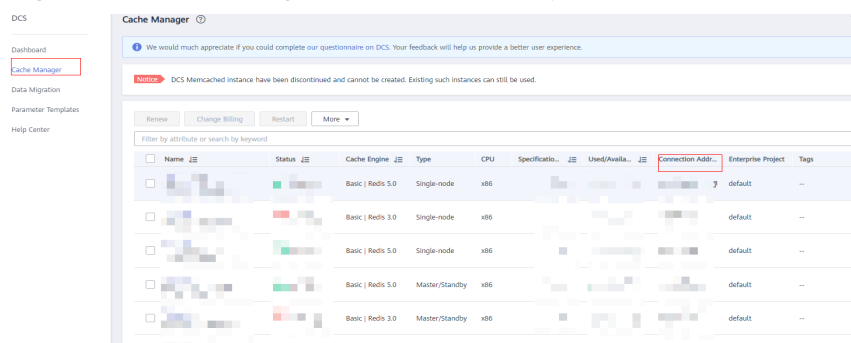 DCS
Cache Manager
Dashboard
We would much appreciate if you could complete our questionnaire on DCS. Your feedback will help us provide a better user experience.
Cache Manager
Notice DCS Memcached instance have been discontinued and cannot be created. Existing such instances can still be used.
Data Migration
Parameter Templates
Renew Change Billing Restart More
Help Center
Filter by attribute or search by keyword
Name Status Cache Engine Type CPU Specificatio... Used/Availa... Connection Addr... Enterprise Project Tags
Basic | Redis 5.0 Single-node x86 default --
Basic | Redis 3.0 Single-node x86 default --
Basic | Redis 5.0 Single-node x86 default --
Basic | Redis 5.0 Master/Standby x86 default --
Basic | Redis 3.0 Master/Standby x86 default --